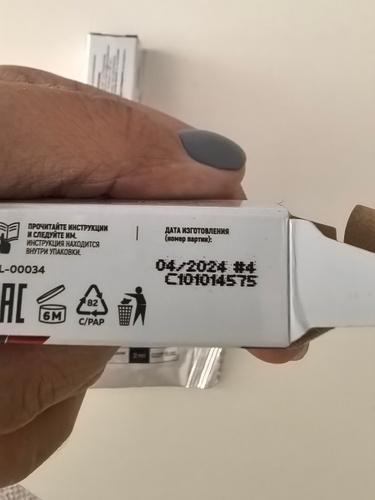 ПРОЧИТАЙТЕ ИНСТРУКЦИИ
И СЛЕДУЙТЕ ИМ.
ИНСТРУКЦИЯ НАХОДИТСЯ
ВНУТРИ УПАКОВКИ.
ДАТА ИЗГОТОВЛЕНИЯ
(номер партии):
04/2024 #4
C101014575
L-00034
EAC
6M
82
C/PAP